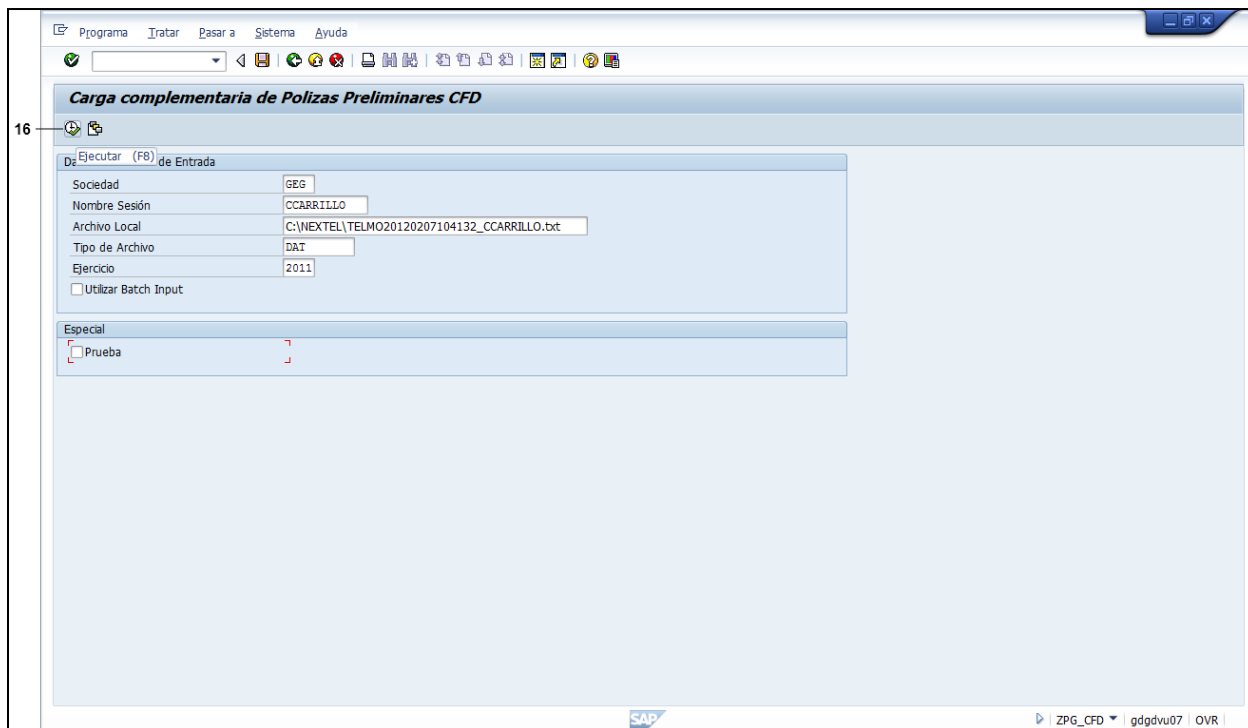 Programa Tratar Pasar a Sistema Ayuda
Carga complementaria de Polizas Preliminares CFD
16
Ejecutar (F8)
Da de Entrada
Sociedad GEG
Nombre Sesión CCARRILLO
Archivo Local C:\NEXTEL\TELMO20120207104132_CCARRILLO.txt
Tipo de Archivo DAT
Ejercicio 2011
Utilizar Batch Input
Especial
Prueba
SAP
ZPG_CFD gdgdvu07 OVR